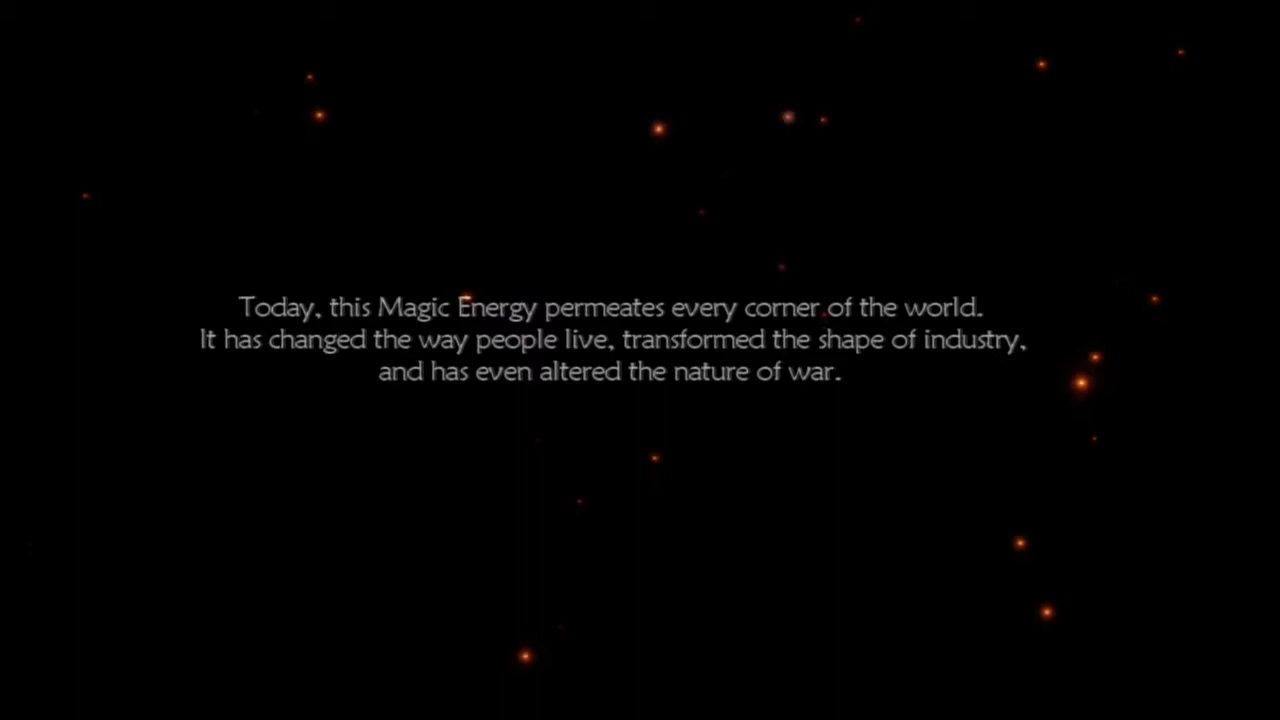 Today, this Magic Energy permeates every corner of the world.
It has changed the way people live, transformed the shape of industry,
and has even altered the nature of war.